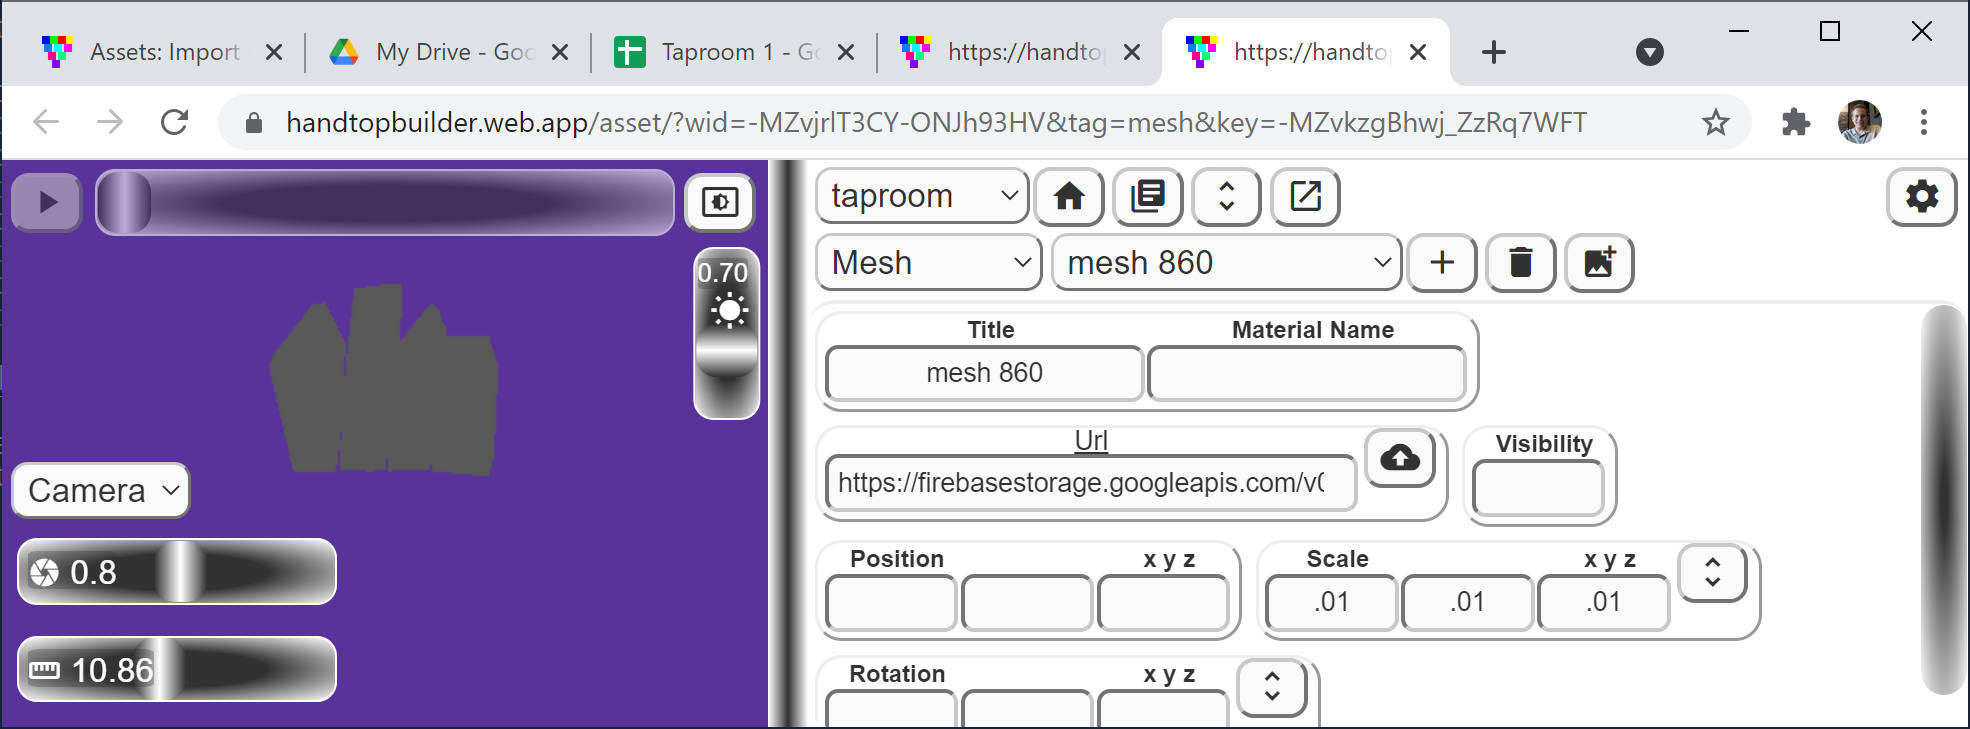 Assets: Import
My Drive - Goo
Taproom 1 - Go
https://handto
https://handto
handtopbuilder.web.app/asset/?wid=-MZvjrlT3CY-ONJh93HV&tag=mesh&key=-MZvkzgBhwj_ZzRq7WFT
taproom
0.70
Mesh
mesh 860
Title
Material Name
mesh 860
Url
Visibility
https://firebasestorage.googleapis.com/v0
Camera
Position
x y z
Scale
x y z
0.8
.01
.01
.01
10.86
Rotation
x y z